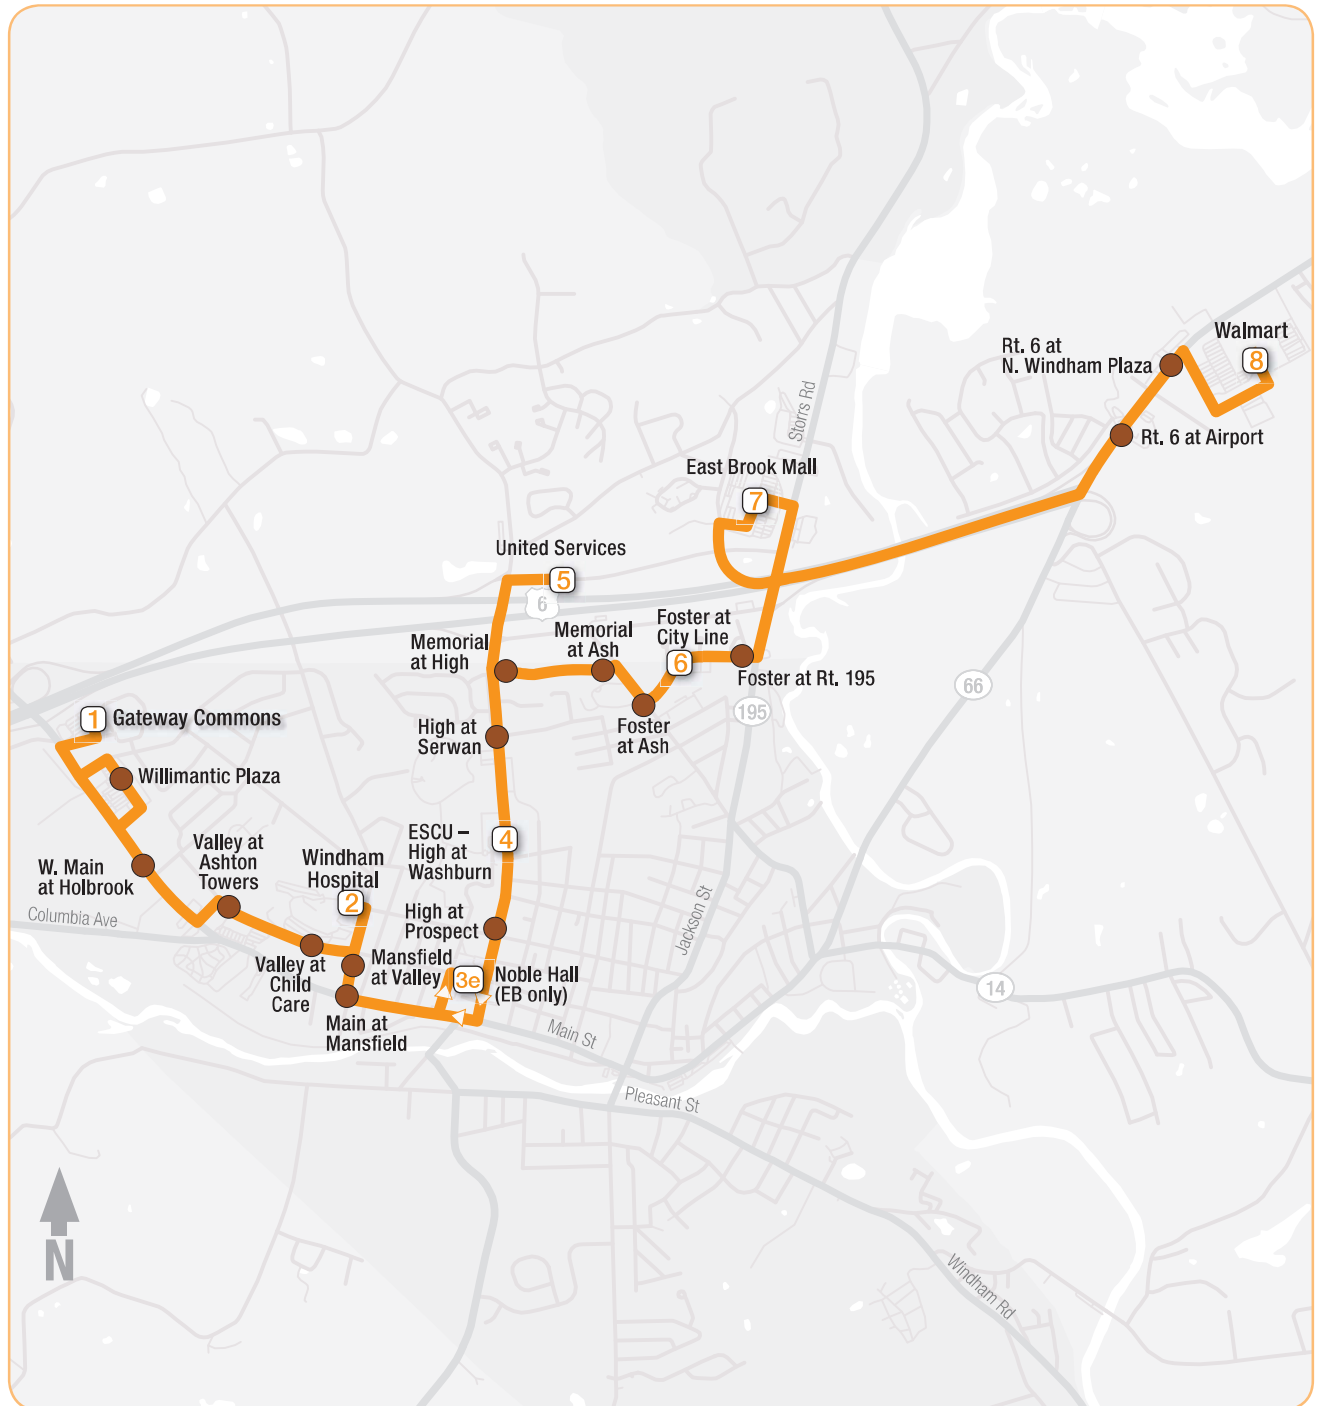 Walmart
8
Rt. 6 at
N. Windham Plaza
Rt. 6 at Airport
Storrs Rd
East Brook Mall
7
United Services
5
6
Memorial
at High
Memorial
at Ash
Foster at
City Line
6
Foster at Rt. 195
66
195
1
Gateway Commons
High at
Serwan
Foster
at Ash
Willimantic Plaza
ESCU –
High at
Washburn
4
Valley at
Ashton
Towers
Windham
Hospital
2
W. Main
at Holbrook
Columbia Ave
High at
Prospect
Jackson St
Valley at
Child
Care
Mansfield
at Valley
3e
Noble Hall
(EB only)
14
Main at
Mansfield
Main St
Pleasant St
N
Windham Rd